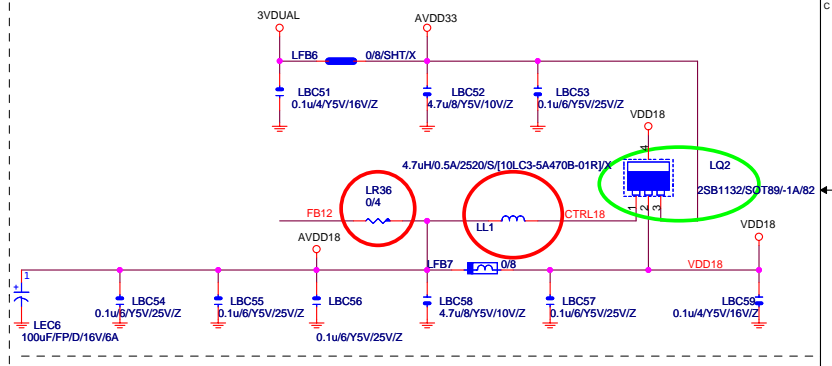 C
3VDUAL
AVDD33
LFB6
0/8/SHT/X
LBC51
0.1u/4/Y5V/16V/Z
LBC52
4.7u/8/Y5V/10V/Z
LBC53
0.1u/6/Y5V/25V/Z
VDD18
4
4.7uH/0.5A/2520/S/[10LC3-5A470B-01R]/X
LQ2
2SB1132/SOT89/-1A/82
1
2
3
LR36
0/4
FB12
LL1
CTRL18
AVDD18
VDD18
LFB7
0/8
VDD18
1
LBC54
0.1u/6/Y5V/25V/Z
LBC55
0.1u/6/Y5V/25V/Z
LBC56
0.1u/6/Y5V/25V/Z
LBC58
4.7u/8/Y5V/10V/Z
LBC57
0.1u/6/Y5V/25V/Z
LBC59
0.1u/4/Y5V/16V/Z
LEC6
100uF/FP/D/16V/6A